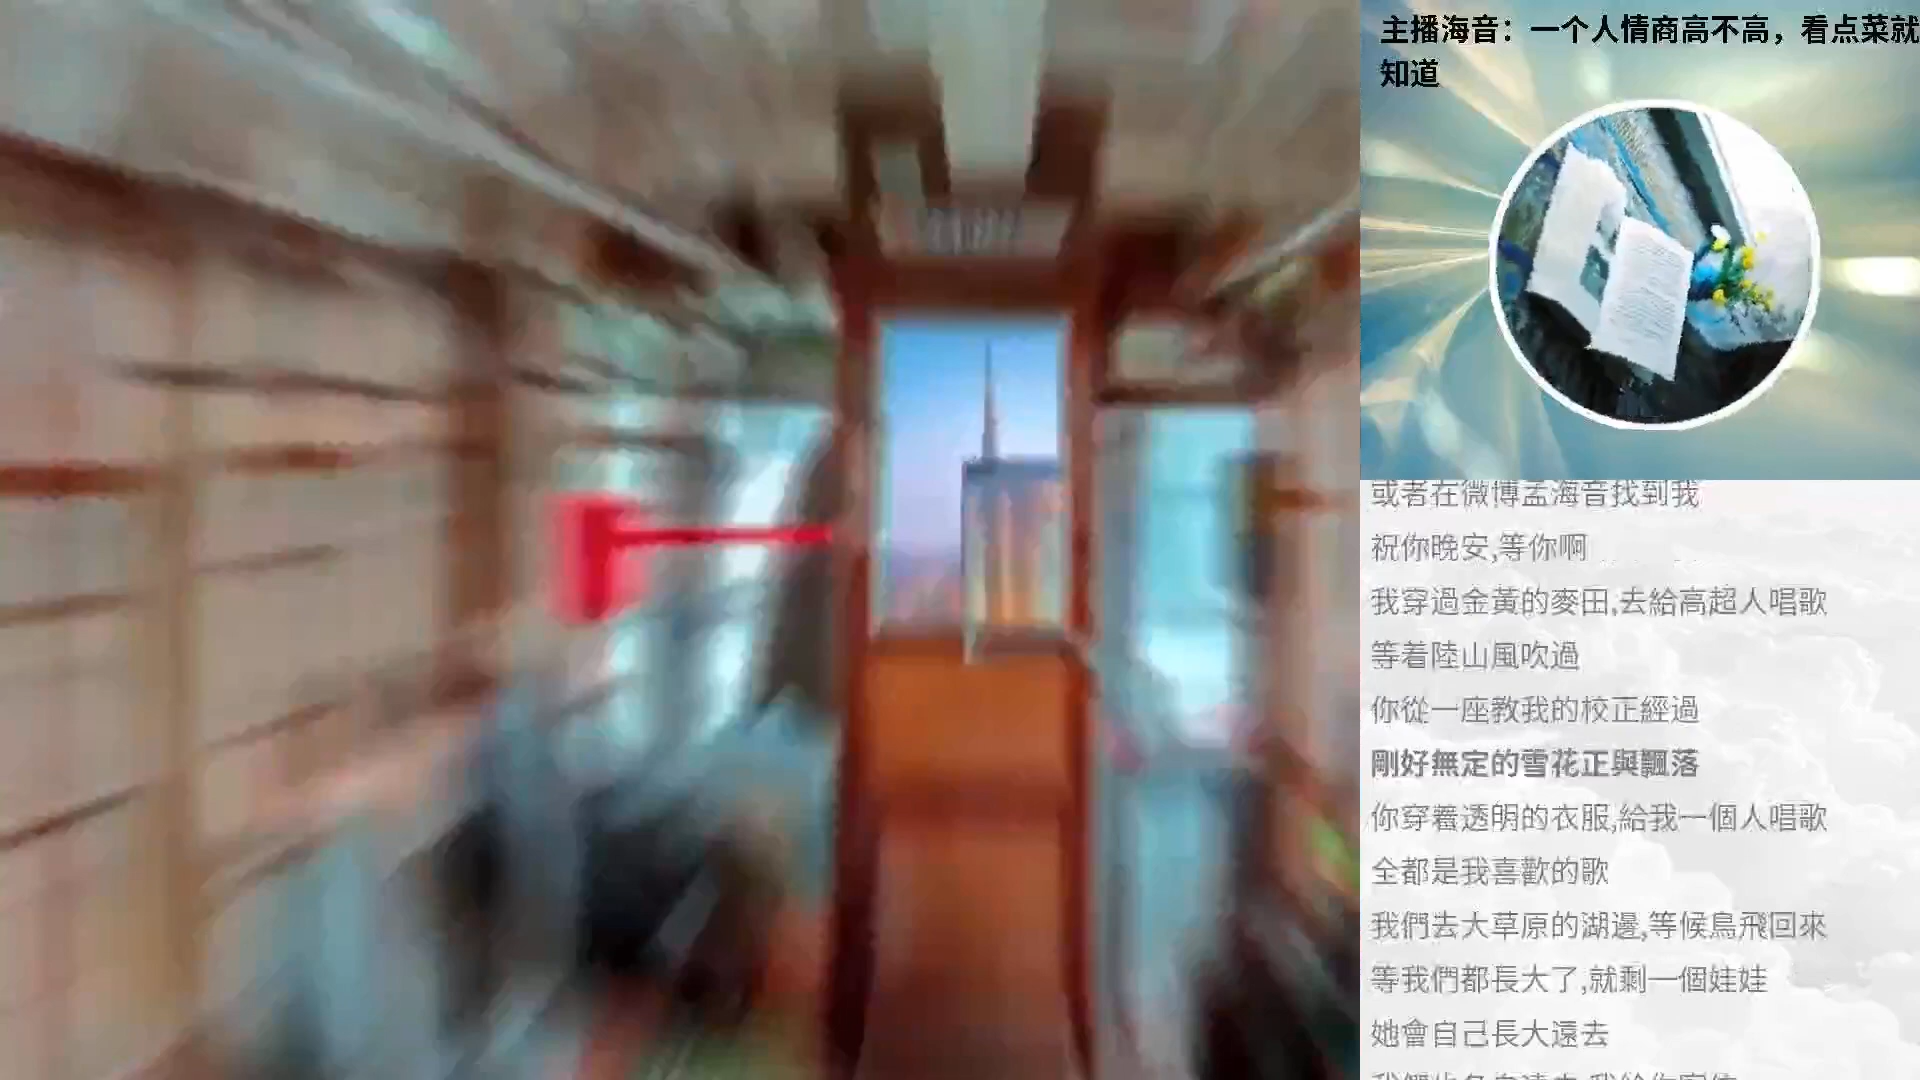 主播海音：一个人情商高不高，看点菜就
知道
或者在微博孟海音找到我
祝你晚安,等你啊
我穿過金黃的麥田,去給高超人唱歌
等着陸山風吹過
你從一座教我的校正經過
剛好無定的雪花正與飄落
你穿着透明的衣服,給我一個人唱歌
全都是我喜歡的歌
我們去大草原的湖邊,等候鳥飛回來
等我們都長大了,就剩一個娃娃
她會自己長大遠去